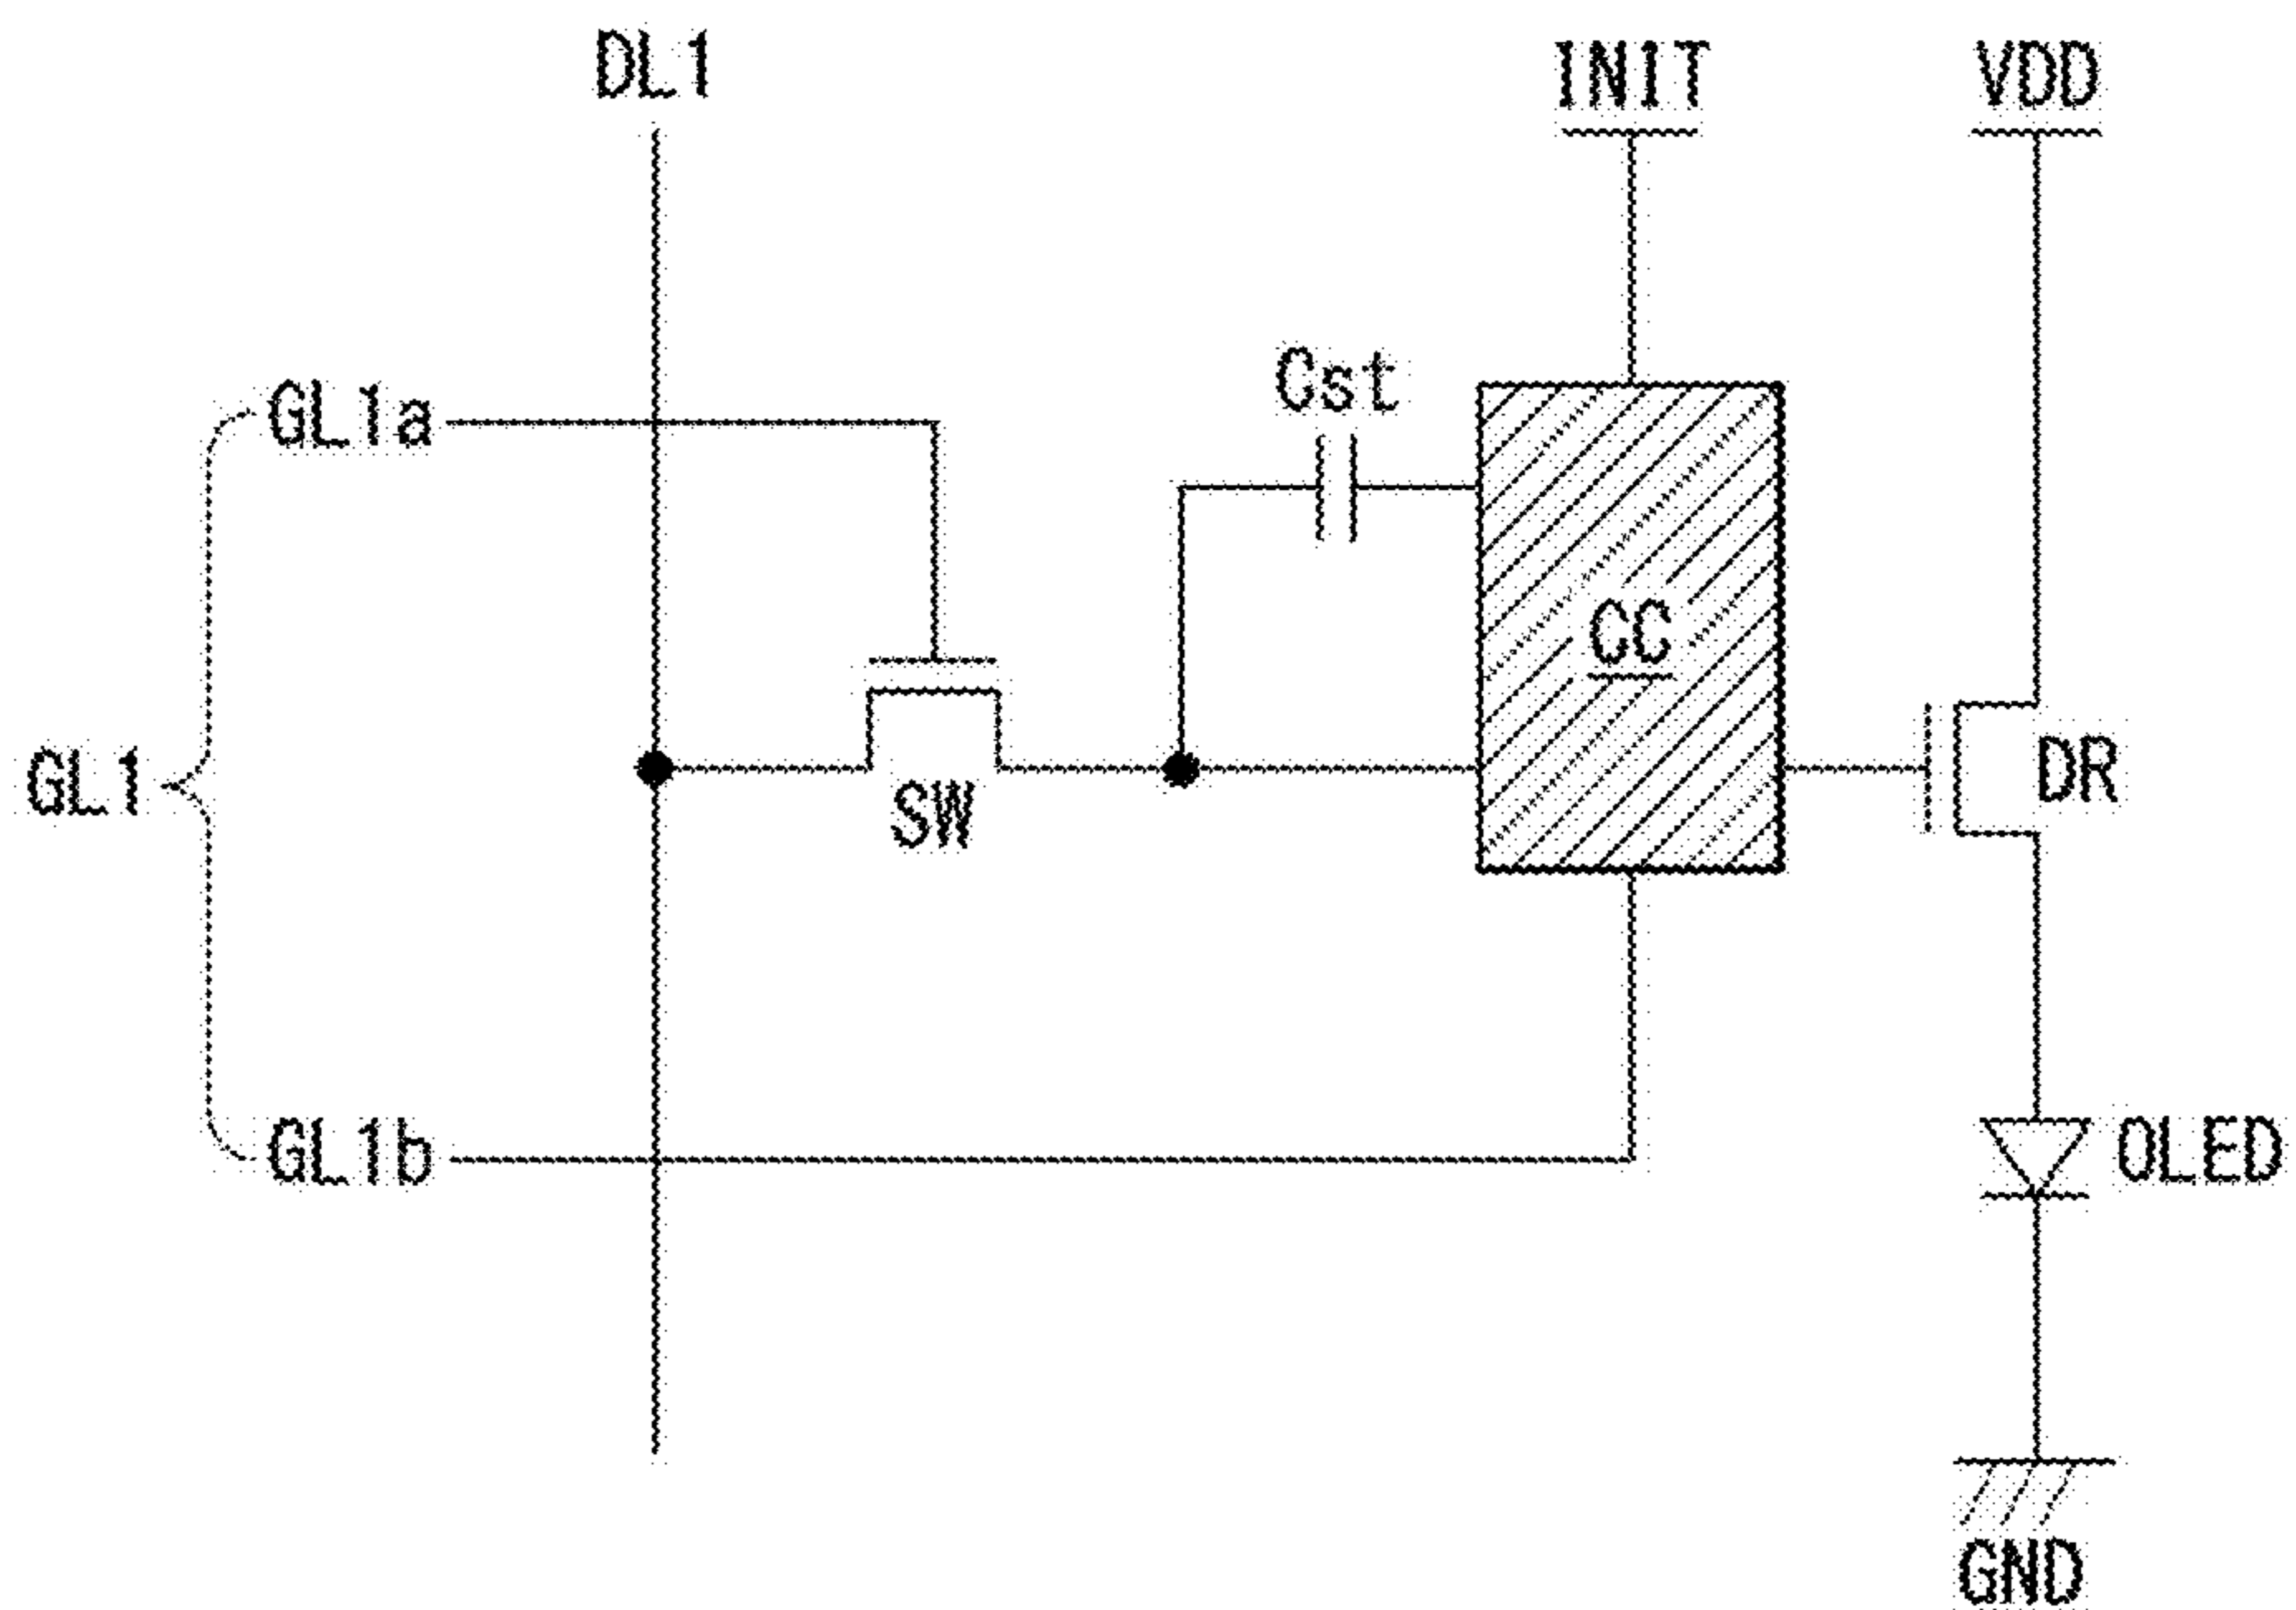 DL1
INIT
VDD
Cst
GL1a
CC
GL1
SW
DR
GL1b
OLED
GND